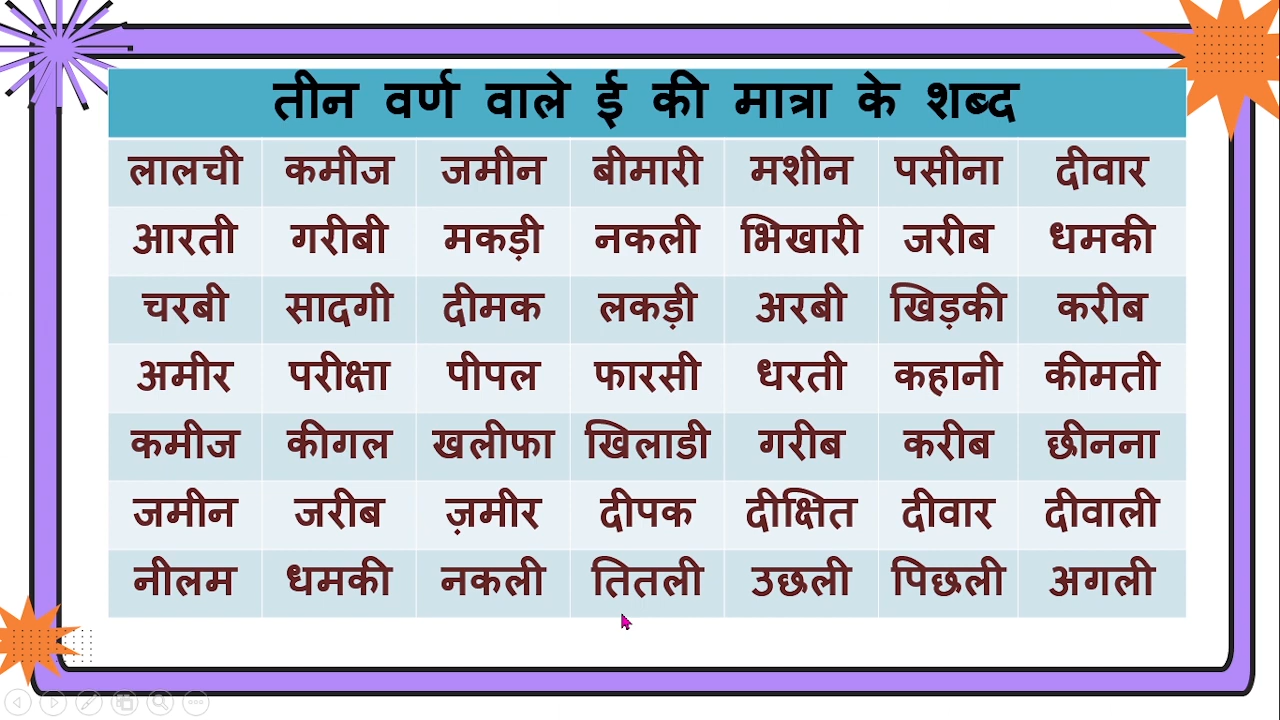 तीन वर्ण वाले ई की मात्रा के शब्द
लालची कमीज जमीन बीमारी मशीन पसीना दीवार
आरती गरीबी मकड़ी नकली भिखारी जरीब धमकी
चरबी सादगी दीमक लकड़ी अरबी खिड़की करीब
अमीर परीक्षा पीपल फारसी धरती कहानी कीमती
कमीज कीगल खलीफा खिलाडी गरीब करीब छीनना
जमीन जरीब ज़मीर दीपक दीक्षित दीवार दीवाली
नीलम धमकी नकली तितली उछली पिछली अगली